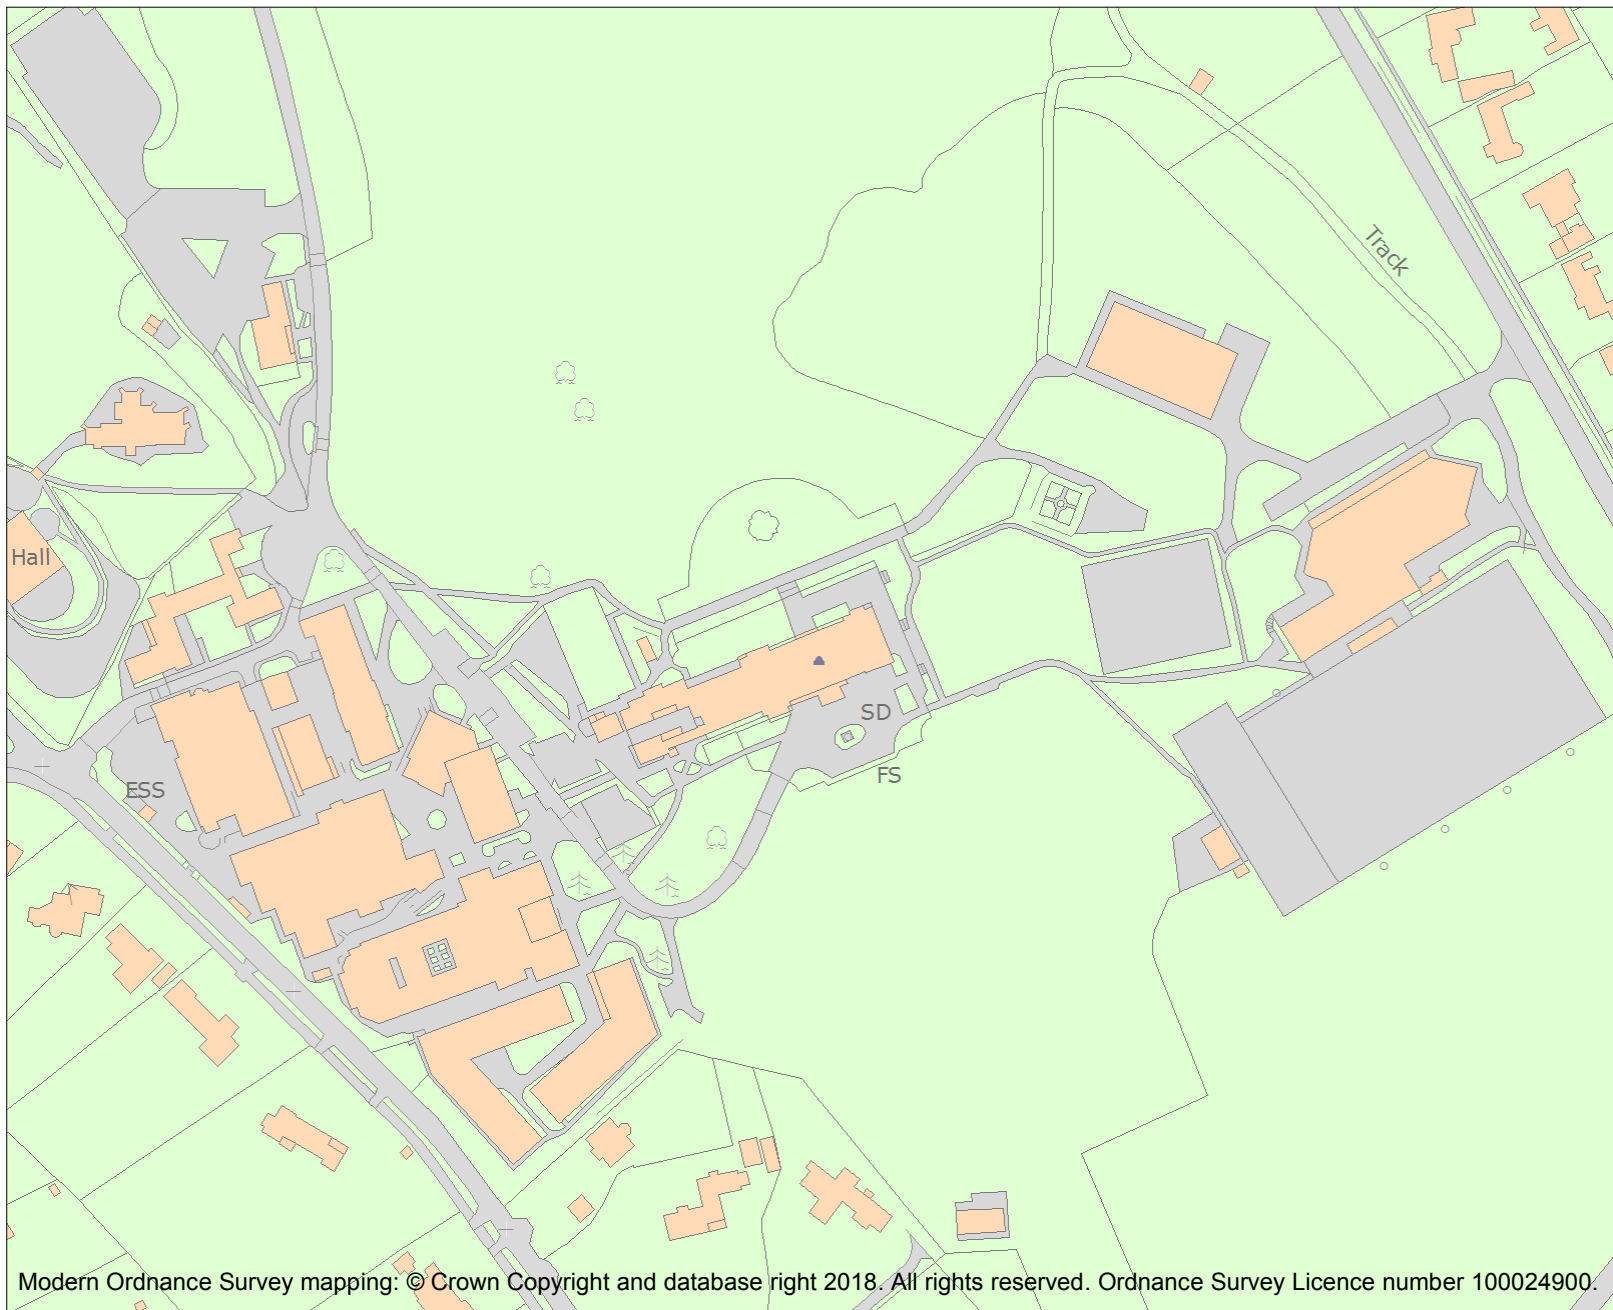 Track
Hall
SD
FS
ESS
Modern Ordnance Survey mapping: © Crown Copyright and database right 2018. All rights reserved. Ordnance Survey Licence number 100024900.